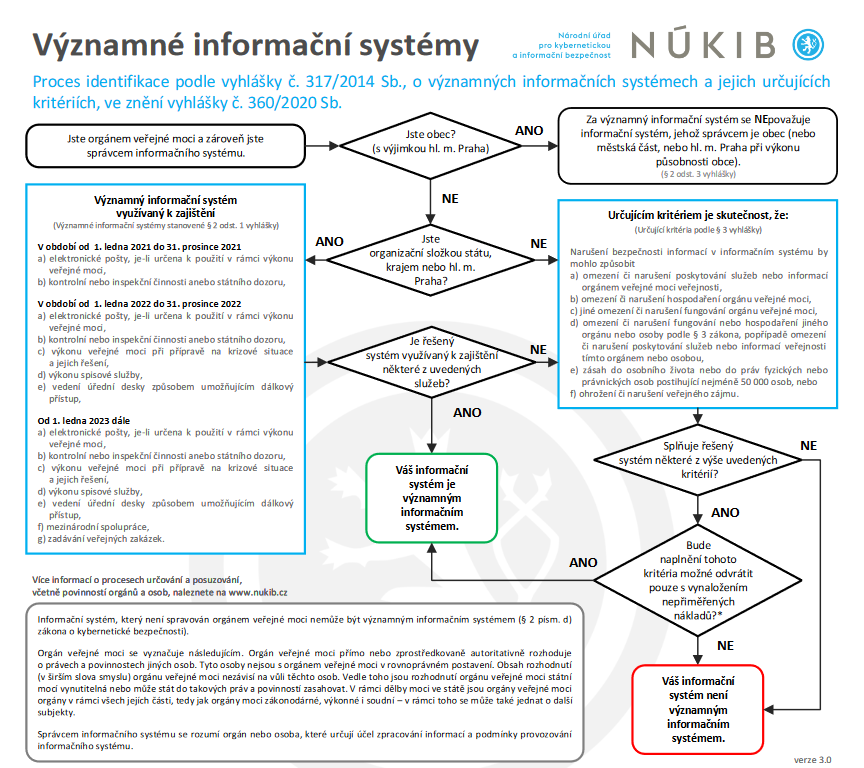 Významné informační systémy
Národní úřad
pro kybernetickou
a informační bezpečnost
NÚKIB
Proces identifikace podle vyhlášky č. 317/2014 Sb., o významných informačních systémech a jejich určujících
kritériích, ve znění vyhlášky č. 360/2020 Sb.
Jste orgánem veřejné moci a zároveň jste
správcem informačního systému.
Jste obec?
(s výjimkou hl. m. Praha)
ANO
Za významný informační systém se NEpovažuje
informační systém, jehož správcem je obec (nebo
městská část, nebo hl. m. Praha při výkonu
působnosti obce).
(§ 2 odst. 3 vyhlášky)
NE
Významný informační systém
využívaný k zajištění
(Významné informační systémy stanovené § 2 odst. 1 vyhlášky)
V období od 1. ledna 2021 do 31. prosince 2021
a) elektronické pošty, je-li určena k použití v rámci výkonu
veřejné moci,
b) kontrolní nebo inspekční činnosti anebo státního dozoru,
V období od 1. ledna 2022 do 31. prosince 2022
a) elektronické pošty, je-li určena k použití v rámci výkonu
veřejné moci,
b) kontrolní nebo inspekční činnosti anebo státního dozoru,
c) výkonu veřejné moci při přípravě na krizové situace
a jejich řešení,
d) výkonu spisové služby,
e) vedení úřední desky způsobem umožňujícím dálkový
přístup,
Od 1. ledna 2023 dále
a) elektronické pošty, je-li určena k použití v rámci výkonu
veřejné moci,
b) kontrolní nebo inspekční činnosti anebo státního dozoru,
c) výkonu veřejné moci při přípravě na krizové situace
a jejich řešení,
d) výkonu spisové služby,
e) vedení úřední desky způsobem umožňujícím dálkový
přístup,
f) mezinárodní spolupráce,
g) zadávání veřejných zakázek.
ANO
Jste
organizační složkou státu,
krajem nebo hl. m.
Praha?
NE
Určujícím kritériem je skutečnost, že:
(Určující kritéria podle § 3 vyhlášky)
Narušení bezpečnosti informací v informačním systému by
mohlo způsobit
a) omezení či narušení poskytování služeb nebo informací
orgánem veřejné moci veřejnosti,
b) omezení či narušení hospodaření orgánu veřejné moci,
c) jiné omezení či narušení fungování orgánu veřejné moci,
d) omezení či narušení fungování nebo hospodaření jiného
orgánu nebo osoby podle § 3 zákona, popřípadě omezení
či narušení poskytování služeb nebo informací veřejnosti
tímto orgánem nebo osobou,
e) zásah do osobního života nebo do práv fyzických nebo
právnických osob postihující nejméně 50 000 osob, nebo
f) ohrožení či narušení veřejného zájmu.
Je řešený
systém využívaný k zajištění
některé z uvedených
služeb?
NE
ANO
Váš informační
systém je
významným
informačním
systémem.
Splňuje řešený
systém některé z výše uvedených
kritérií?
NE
ANO
Bude
naplnění tohoto
kritéria možné odvrátit
pouze s vynaložením
nepřiměřených
nákladů?*
ANO
NE
Váš informační
systém není
významným
informačním
systémem.
Více informací o procesech určování a posuzování,
včetně povinností orgánů a osob, naleznete na www.nukib.cz
Informační systém, který není spravován orgánem veřejné moci nemůže být významným informačním systémem (§ 2 písm. d)
zákona o kybernetické bezpečnosti).
Orgán veřejné moci se vyznačuje následujícím. Orgán veřejné moci přímo nebo zprostředkovaně autoritativně rozhoduje
o právech a povinnostech jiných osob. Tyto osoby nejsou s orgánem veřejné moci v rovnoprávném postavení. Obsah rozhodnutí
(v širším slova smyslu) orgánu veřejné moci nezávisí na vůli těchto osob. Vedle toho jsou rozhodnutí orgánu veřejné moci státní
mocí vynutitelná nebo může stát do takových práv a povinností zasahovat. V rámci dělby moci ve státě jsou orgány veřejné moci
orgány v rámci všech jejich částí, tedy jak orgány moci zákonodárné, výkonné i soudní – v rámci toho se může také jednat o další
subjekty.
Správcem informačního systému se rozumí orgán nebo osoba, které určují účel zpracování informací a podmínky provozování
informačního systému.
verze 3.0